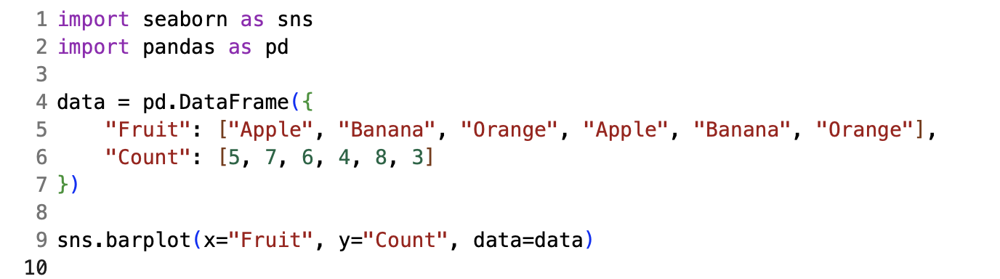 1 import seaborn as sns
2 import pandas as pd
3
4 data = pd.DataFrame({
5     "Fruit": ["Apple", "Banana", "Orange", "Apple", "Banana", "Orange"],
6     "Count": [5, 7, 6, 4, 8, 3]
7 })
8
9 sns.barplot(x="Fruit", y="Count", data=data)
10